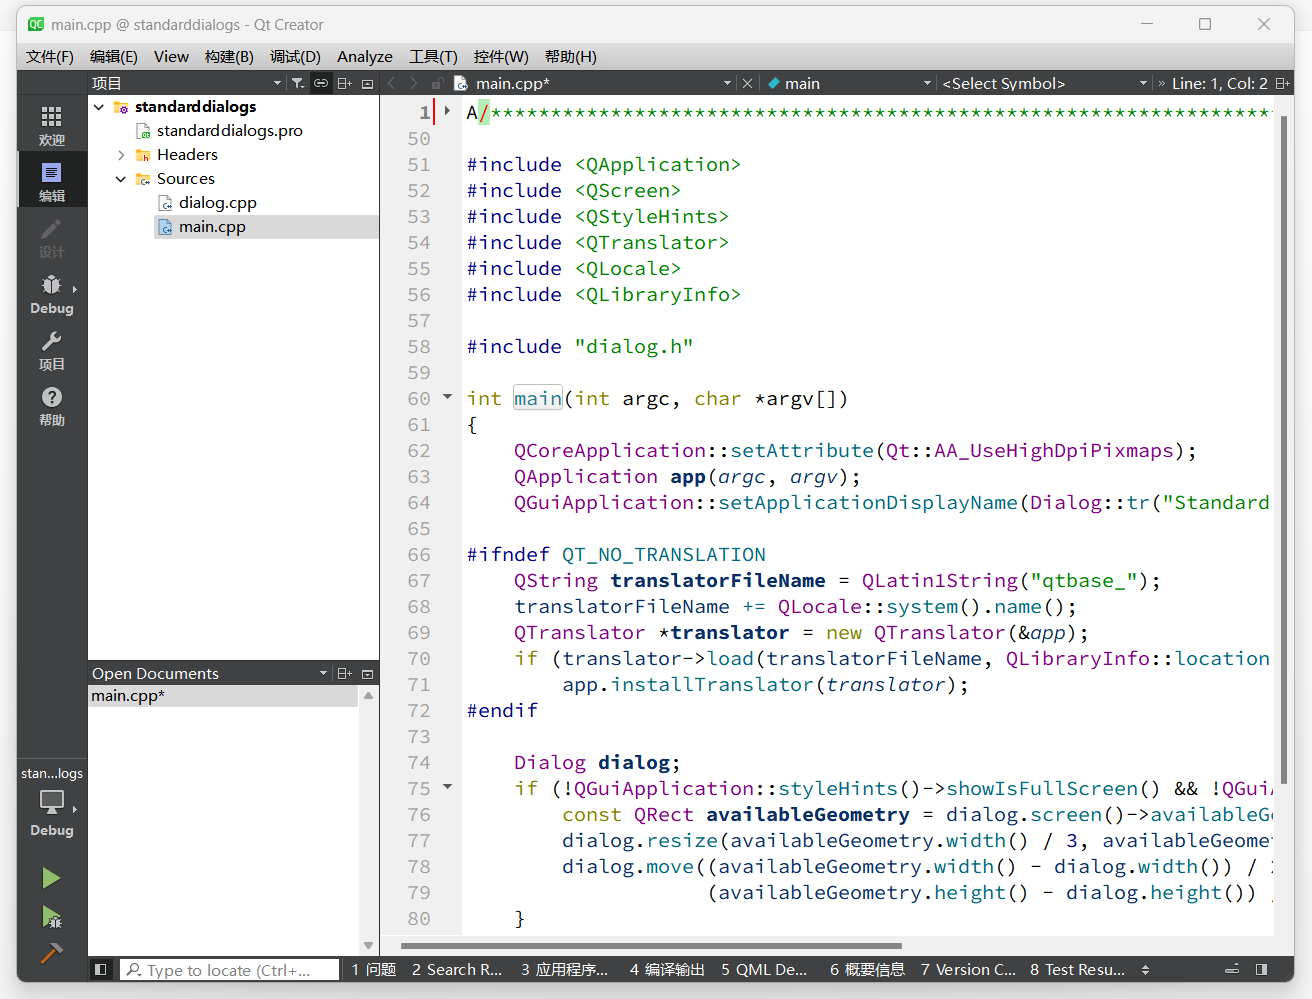 main.cpp @ standarddialogs - Qt Creator
文件(F) 编辑(E) View 构建(B) 调试(D) Analyze 工具(T) 控件(W) 帮助(H)
项目
main.cpp*
main
<Select Symbol>
» Line: 1, Col: 2
欢迎
编辑
设计
Debug
项目
帮助
stan...logs
Debug
standarddialogs
standarddialogs.pro
Headers
Sources
dialog.cpp
main.cpp
Open Documents
main.cpp*
1 A/******************************************************************
50
51 #include <QApplication>
52 #include <QScreen>
53 #include <QStyleHints>
54 #include <QTranslator>
55 #include <QLocale>
56 #include <QLibraryInfo>
57
58 #include "dialog.h"
59
60 int main(int argc, char *argv[])
61 {
62 QCoreApplication::setAttribute(Qt::AA_UseHighDpiPixmaps);
63 QApplication app(argc, argv);
64 QGuiApplication::setApplicationDisplayName(Dialog::tr("Standard
65
66 #ifndef QT_NO_TRANSLATION
67 QString translatorFileName = QLatin1String("qtbase_");
68 translatorFileName += QLocale::system().name();
69 QTranslator *translator = new QTranslator(&app);
70 if (translator->load(translatorFileName, QLibraryInfo::location
71 app.installTranslator(translator);
72 #endif
73
74 Dialog dialog;
75 if (!QGuiApplication::styleHints()->showIsFullScreen() && !QGui
76 const QRect availableGeometry = dialog.screen()->availableG
77 dialog.resize(availableGeometry.width() / 3, availableGeome
78 dialog.move((availableGeometry.width() - dialog.width()) /
79 (availableGeometry.height() - dialog.height())
80 }
Type to locate (Ctrl+...
1 问题 2 Search R... 3 应用程序... 4 编译输出 5 QML De... 6 概要信息 7 Version C... 8 Test Resu...